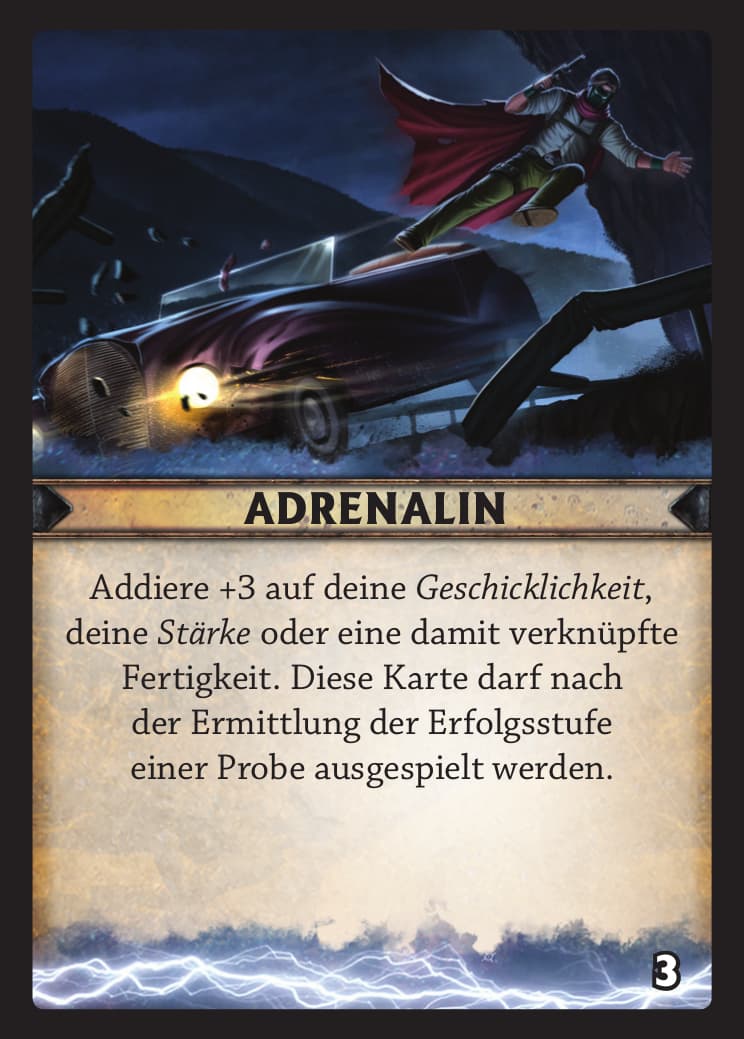 ADRENALIN
Addiere +3 auf deine Geschicklichkeit,
deine Stärke oder eine damit verknüpfte
Fertigkeit. Diese Karte darf nach
der Ermittlung der Erfolgsstufe
einer Probe ausgespielt werden.
3